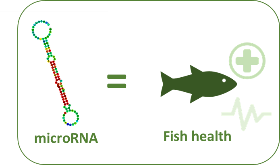 =
microRNA
Fish health